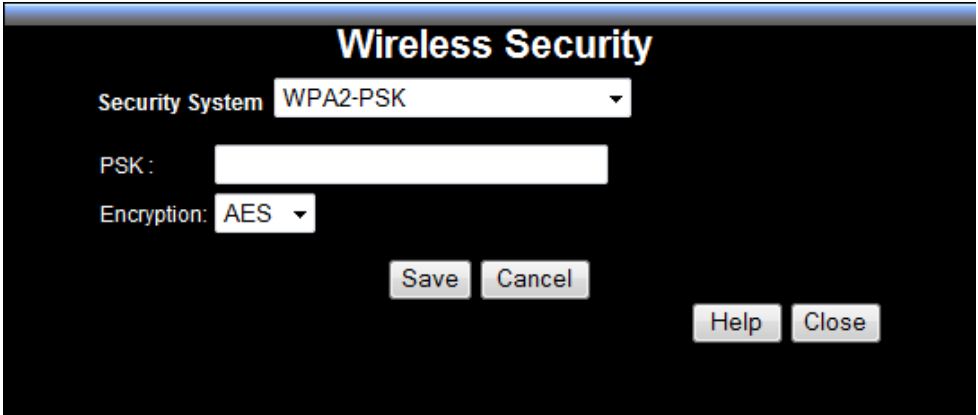 Wireless Security
Security System WPA2-PSK
PSK :
Encryption: AES
Save Cancel
Help Close